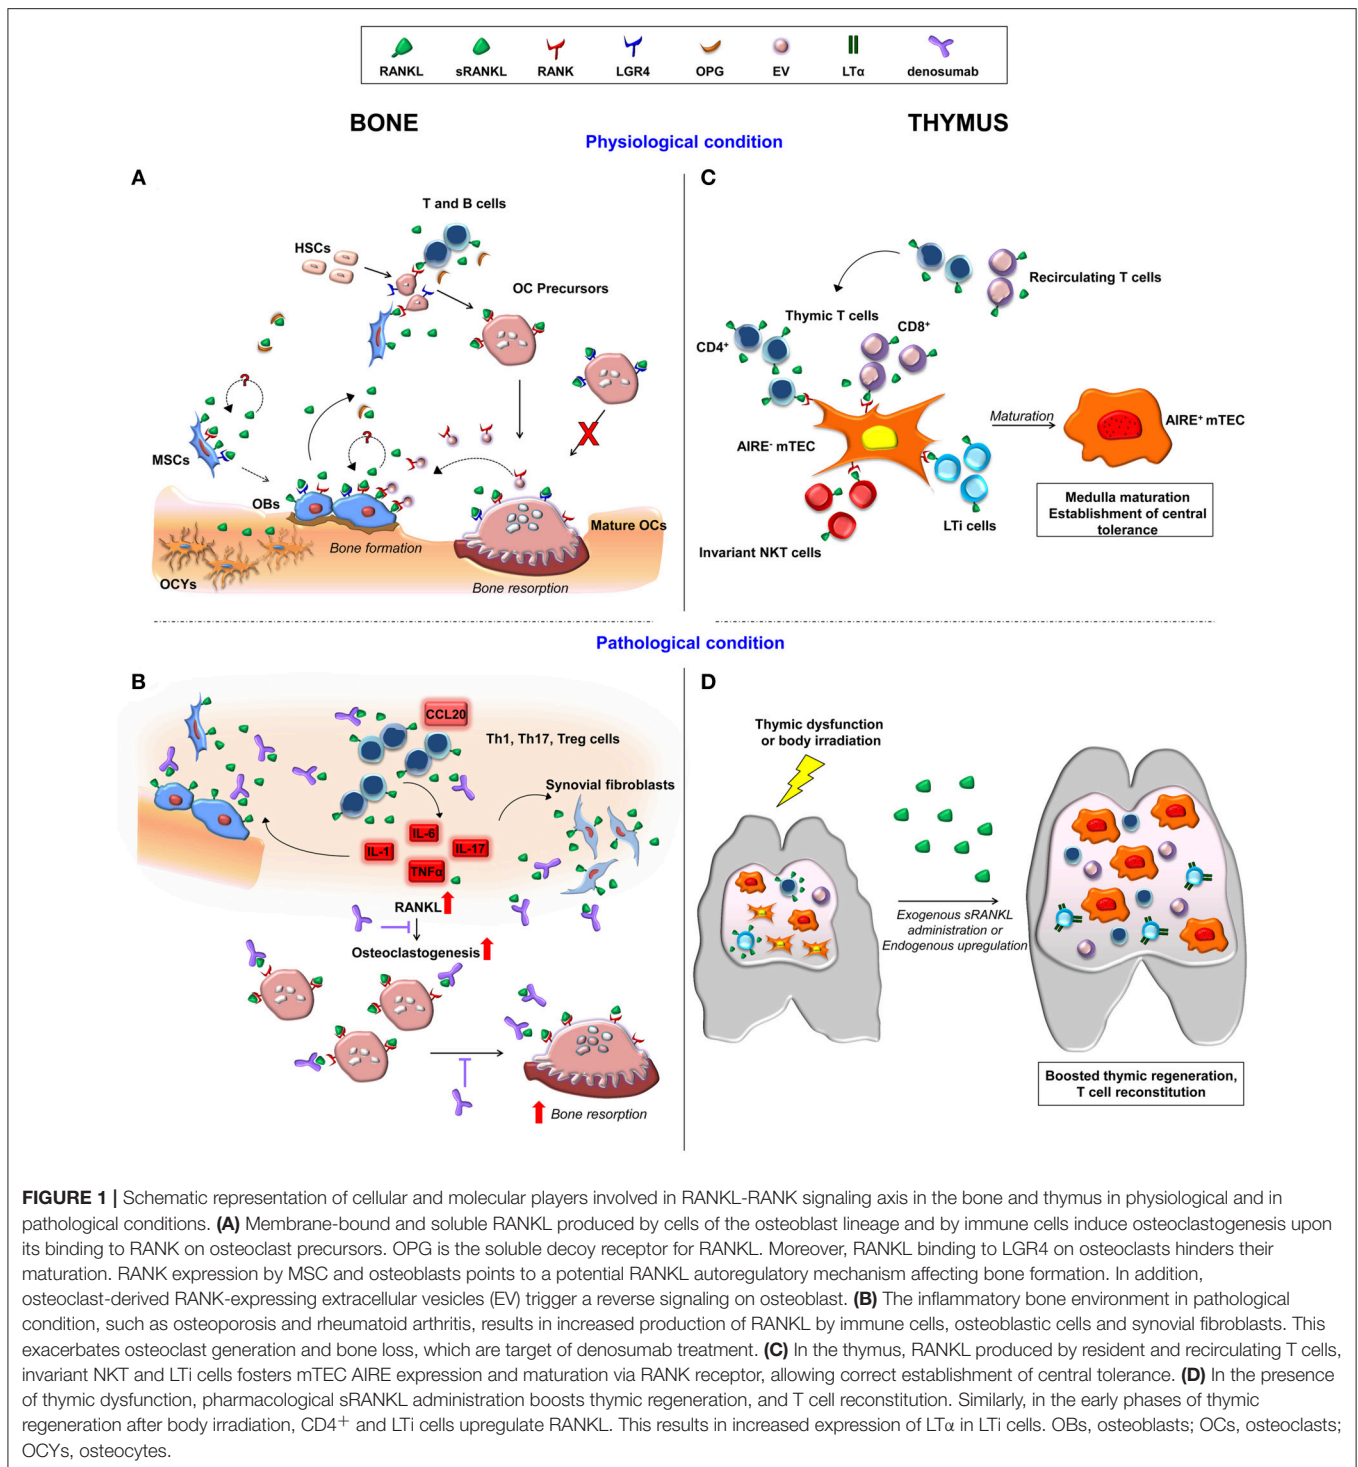 RANKL sRANKL RANK LGR4 OPG EV LTα denosumab
BONE
THYMUS
Physiological condition
A
T and B cells
HSCs
OC Precursors
?
?
X
MSCs
OBs
Mature OCs
Bone formation
OCYs
Bone resorption
C
Recirculating T cells
Thymic T cells
CD8⁺
CD4⁺
Maturation
AIRE⁺ mTEC
AIRE⁻ mTEC
LTi cells
Medulla maturation
Establishment of central
tolerance
Invariant NKT cells
Pathological condition
B
CCL20
Th1, Th17, Treg cells
Synovial fibroblasts
IL-6
IL-1
IL-17
TNFα
RANKL
Osteoclastogenesis
Bone resorption
D
Thymic dysfunction
or body irradiation
Exogenous sRANKL
administration or
Endogenous upregulation
Boosted thymic regeneration,
T cell reconstitution
FIGURE 1 | Schematic representation of cellular and molecular players involved in RANKL-RANK signaling axis in the bone and thymus in physiological and in
pathological conditions. (A) Membrane-bound and soluble RANKL produced by cells of the osteoblast lineage and by immune cells induce osteoclastogenesis upon
its binding to RANK on osteoclast precursors. OPG is the soluble decoy receptor for RANKL. Moreover, RANKL binding to LGR4 on osteoclasts hinders their
maturation. RANK expression by MSC and osteoblasts points to a potential RANKL autoregulatory mechanism affecting bone formation. In addition,
osteoclast-derived RANK-expressing extracellular vesicles (EV) trigger a reverse signaling on osteoblast. (B) The inflammatory bone environment in pathological
condition, such as osteoporosis and rheumatoid arthritis, results in increased production of RANKL by immune cells, osteoblastic cells and synovial fibroblasts. This
exacerbates osteoclast generation and bone loss, which are target of denosumab treatment. (C) In the thymus, RANKL produced by resident and recirculating T cells,
invariant NKT and LTi cells fosters mTEC AIRE expression and maturation via RANK receptor, allowing correct establishment of central tolerance. (D) In the presence
of thymic dysfunction, pharmacological sRANKL administration boosts thymic regeneration, and T cell reconstitution. Similarly, in the early phases of thymic
regeneration after body irradiation, CD4⁺ and LTi cells upregulate RANKL. This results in increased expression of LTα in LTi cells. OBs, osteoblasts; OCs, osteoclasts;
OCYs, osteocytes.